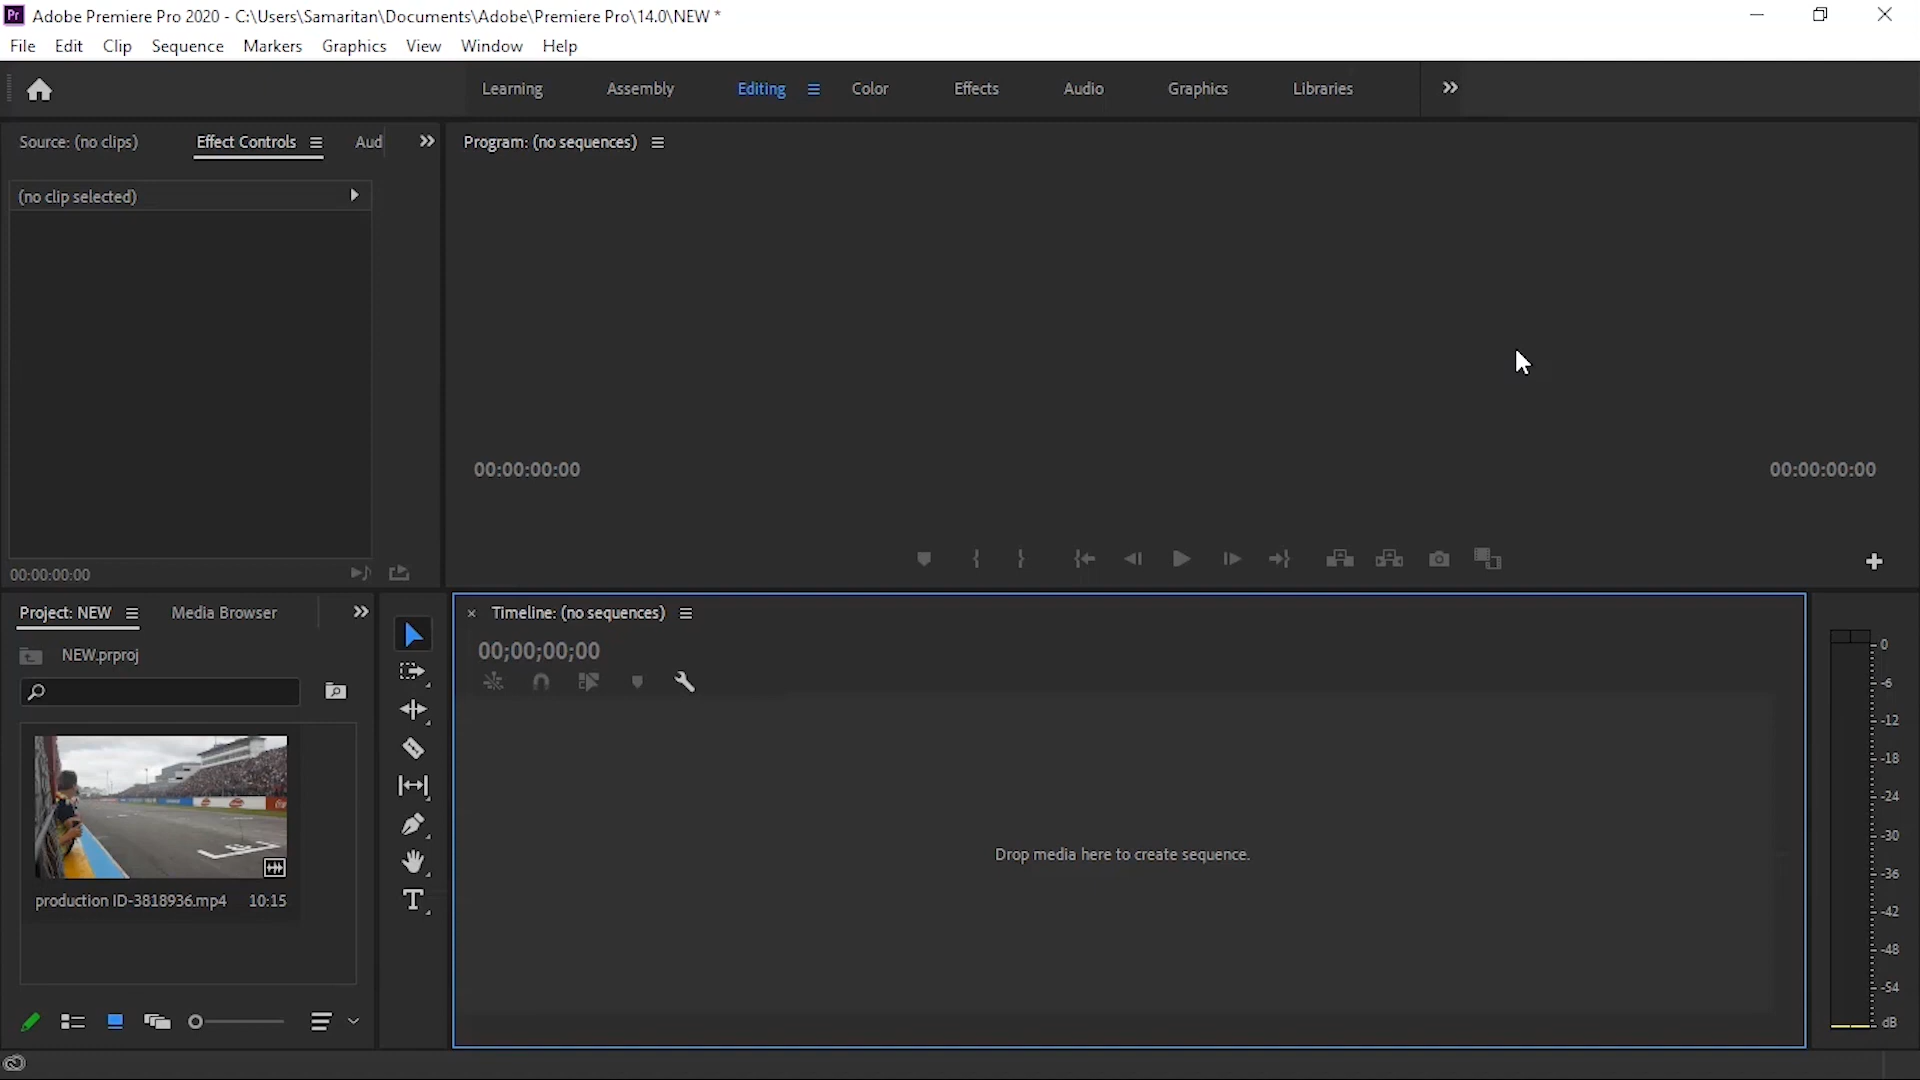 Pr Adobe Premiere Pro 2020 - C:\Users\Samaritan\Documents\Adobe\Premiere Pro\14.0\NEW *
File Edit Clip Sequence Markers Graphics View Window Help
Learning Assembly Editing Color Effects Audio Graphics Libraries
Source: (no clips) Effect Controls Aud Program: (no sequences)
(no clip selected)
00:00:00:00 00:00:00:00
00:00:00:00
Project: NEW Media Browser Timeline: (no sequences)
NEW.prproj 00;00;00;00
Drop media here to create sequence.
production ID-3818936.mp4 10:15
0
-6
-12
-18
-24
-30
-36
-42
-48
-54
dB